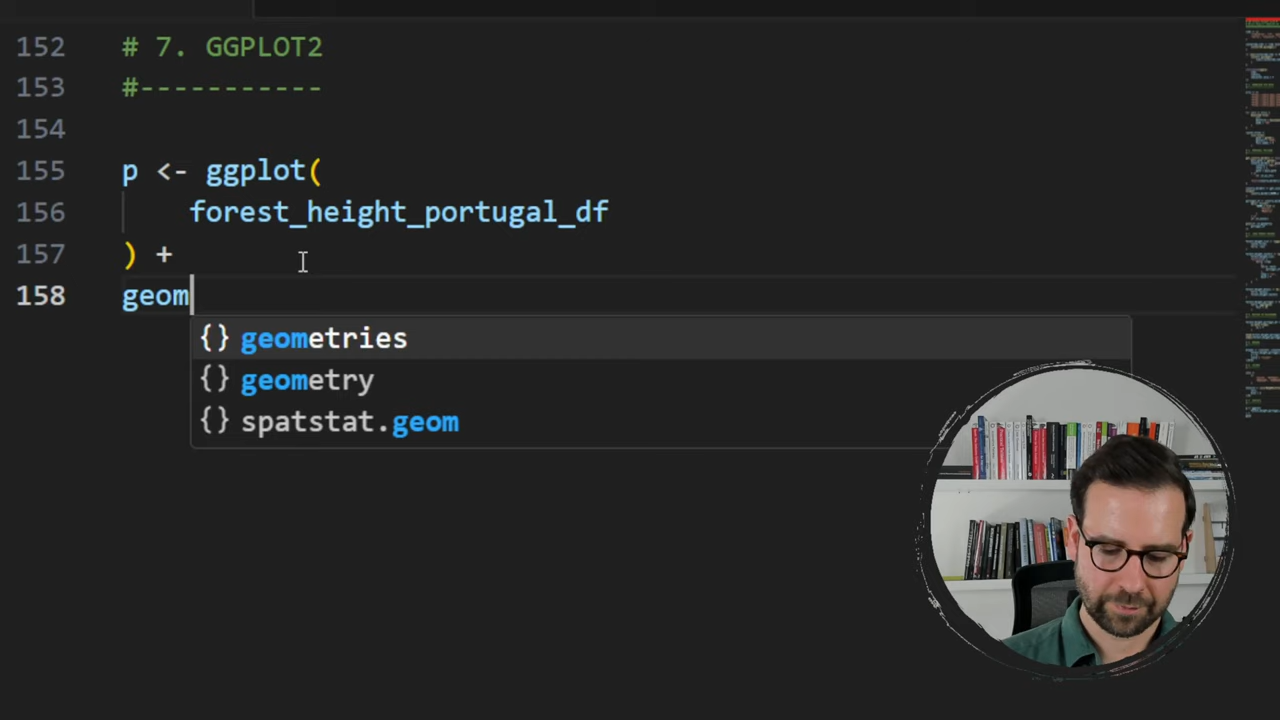 152 # 7. GGPLOT2
153 #-----------
154
155 p <- ggplot(
156 forest_height_portugal_df
157 ) +
158 geom
{} geometries
{} geometry
{} spatstat.geom